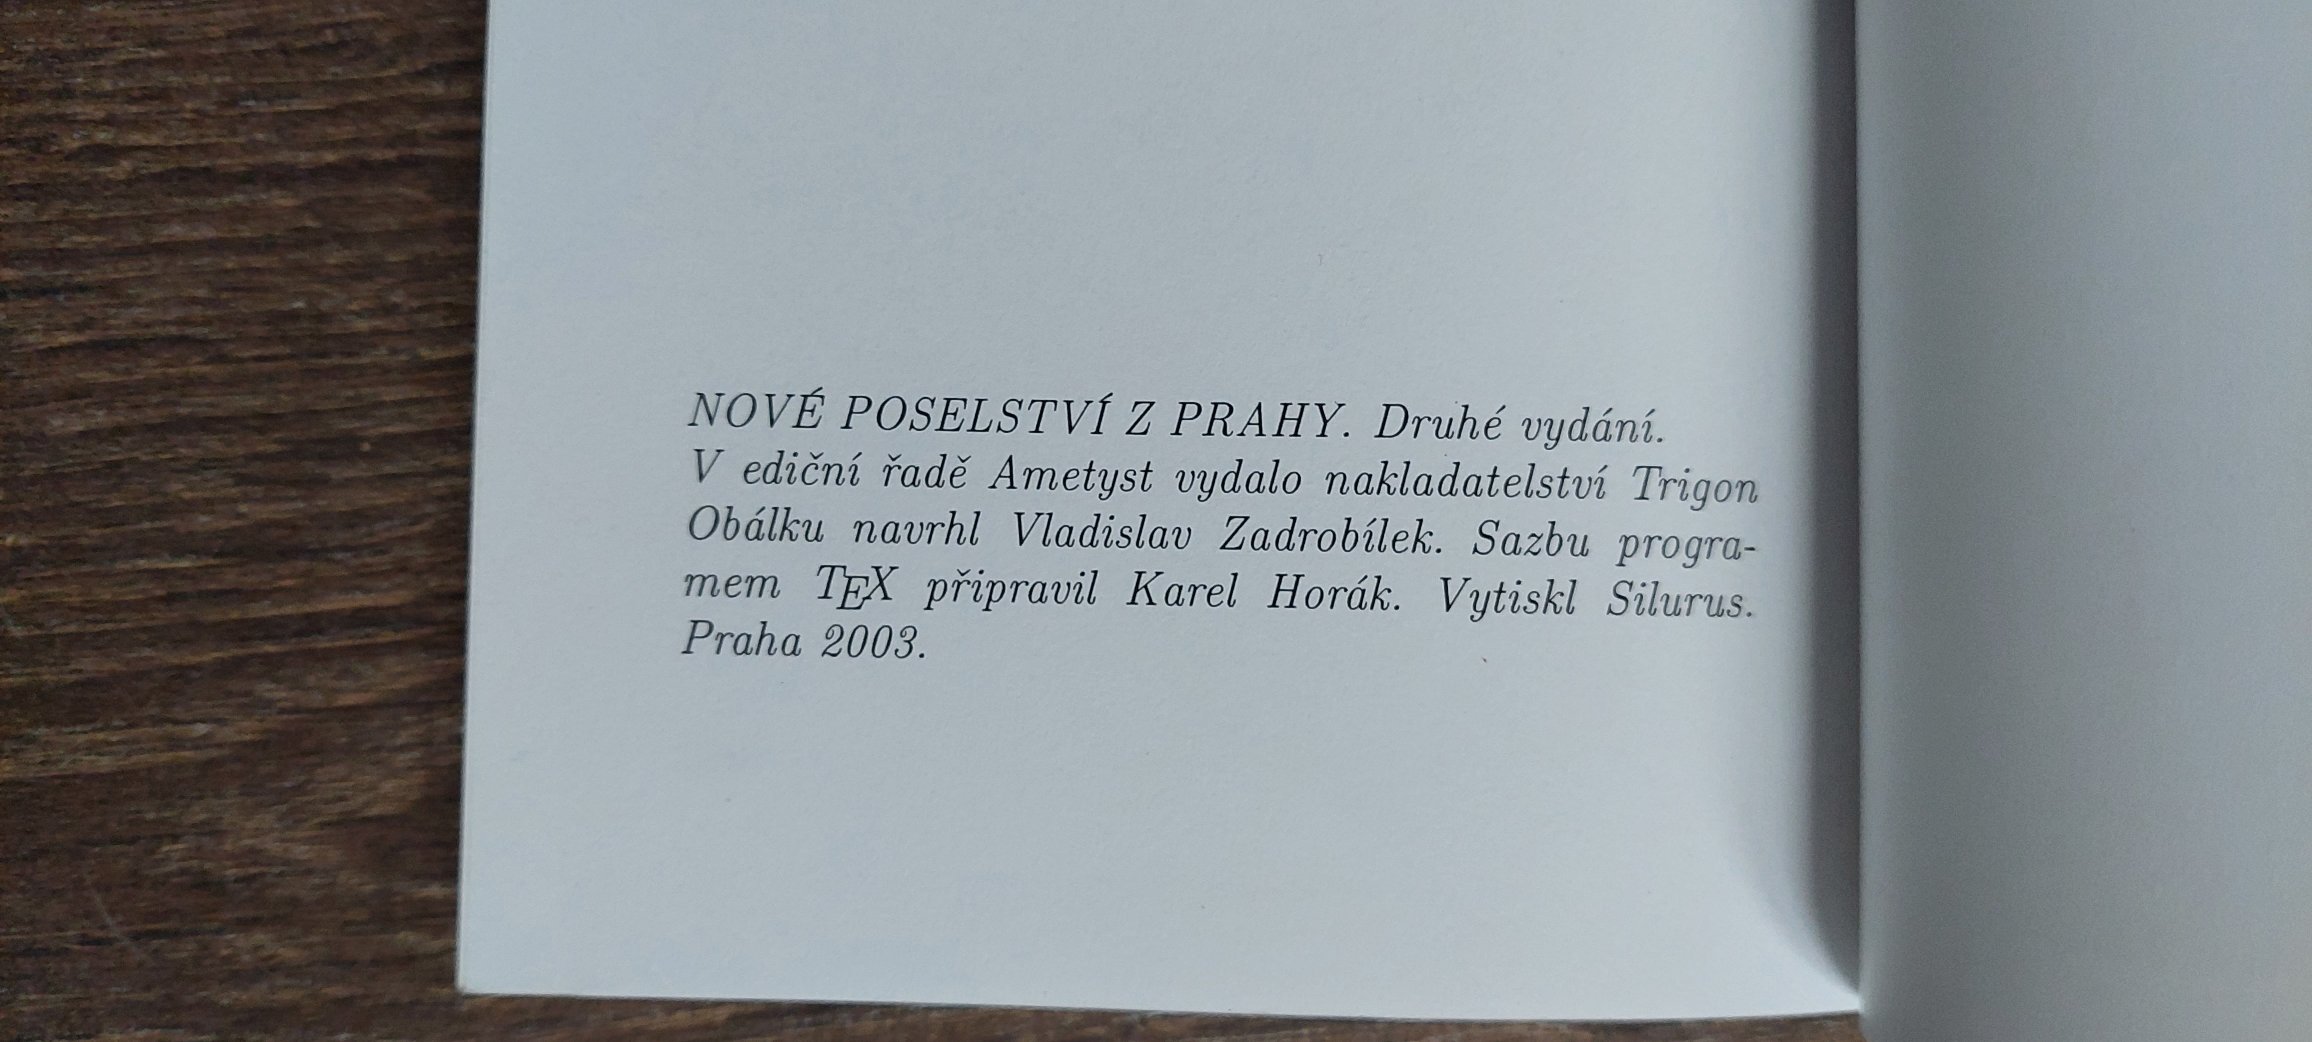 NOVÉ POSELSTVÍ Z PRAHY. Druhé vydání.
V ediční řadě Ametyst vydalo nakladatelství Trigon
Obálku navrhl Vladislav Zadrobílek. Sazbu progra-
mem TEX připravil Karel Horák. Vytiskl Silurus.
Praha 2003.